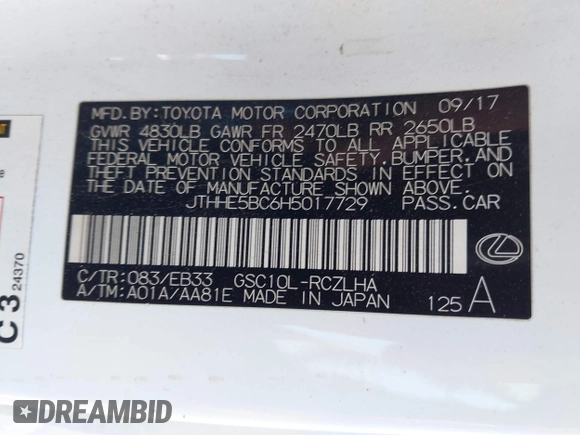 MFD. BY: TOYOTA MOTOR CORPORATION 09/17
GVWR 4830LB GAWR FR 2470LB RR 2650LB
THIS VEHICLE CONFORMS TO ALL APPLICABLE
FEDERAL MOTOR VEHICLE SAFETY, BUMPER, AND
THEFT PREVENTION STANDARDS IN EFFECT ON
THE DATE OF MANUFACTURE SHOWN ABOVE.
JTHHE5BC6H5017729 PASS. CAR
C/TR: 083/EB33 GSC10L-RCZLHA
A/TM: A01A/AA81E MADE IN JAPAN 125 A
C 3
24370
DREAMBID